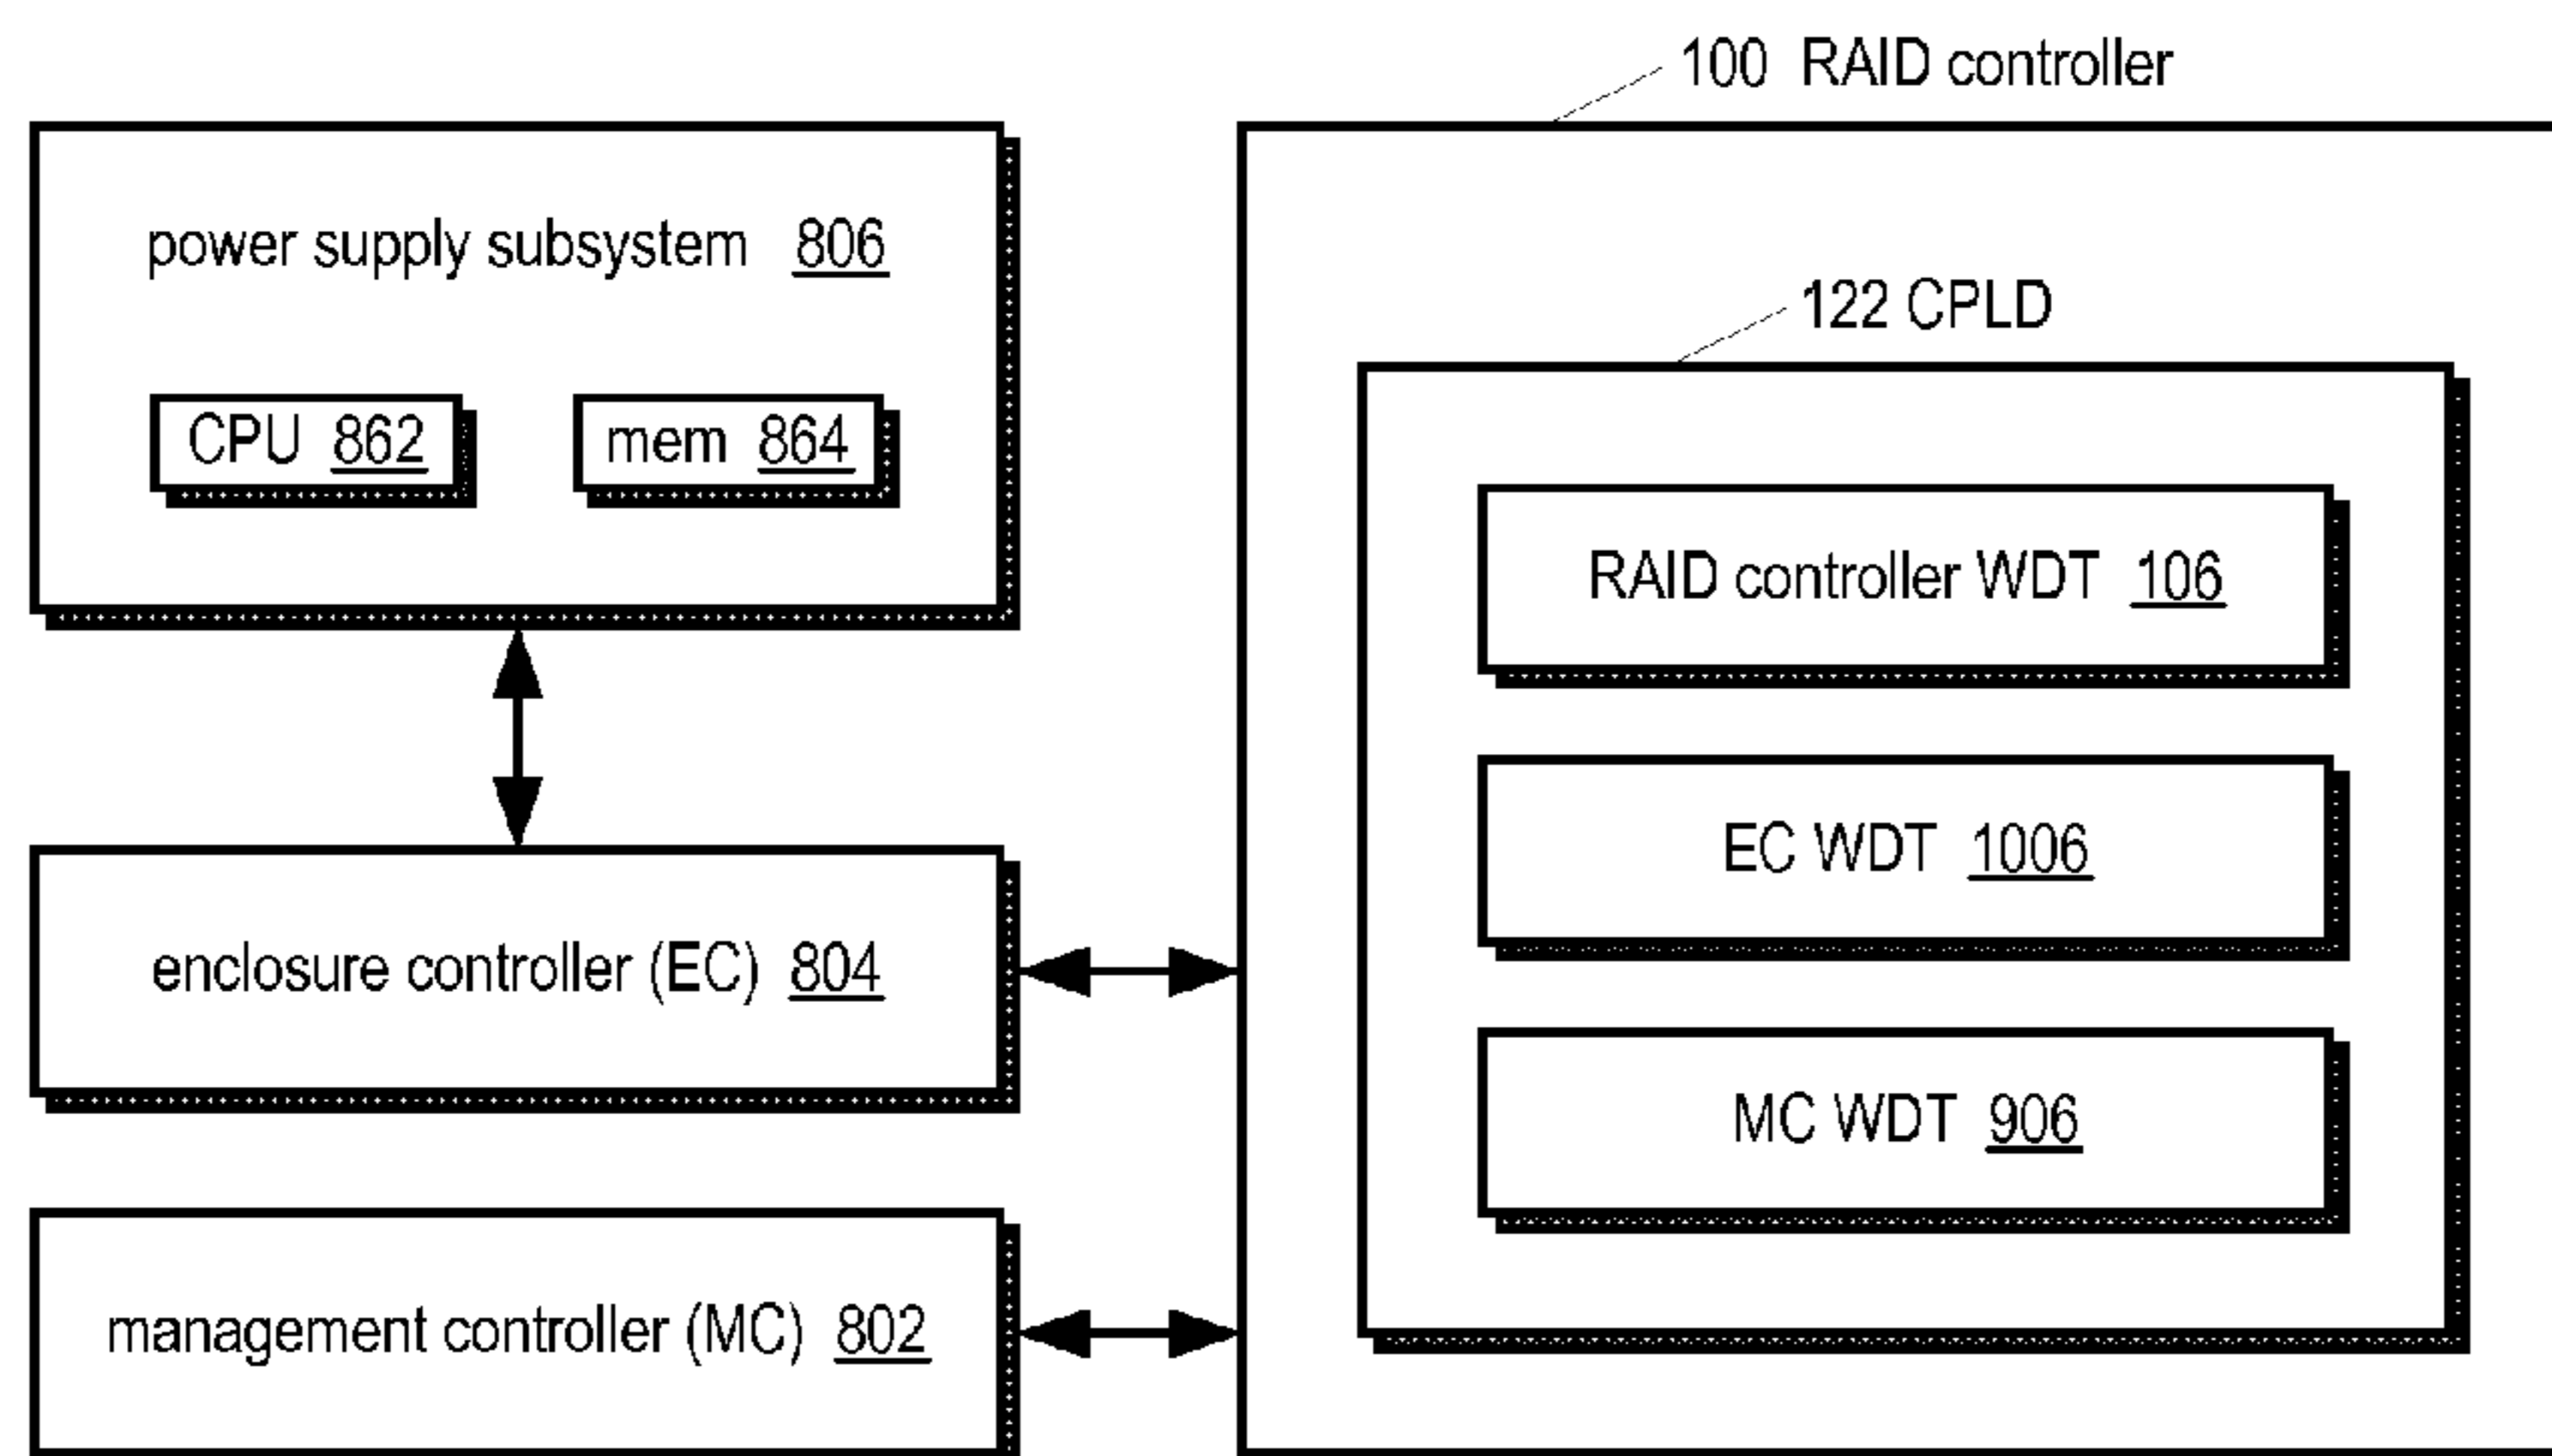 100 RAID controller
power supply subsystem 806
122 CPLD
CPU 862
mem 864
RAID controller WDT 106
EC WDT 1006
enclosure controller (EC) 804
MC WDT 906
management controller (MC) 802